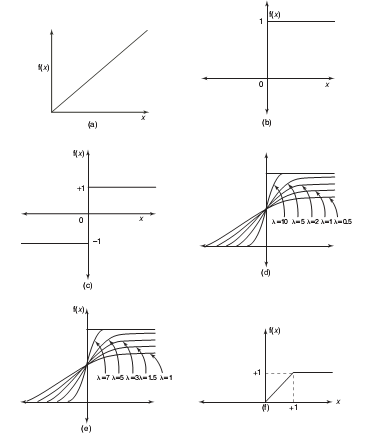 f(x)
x
(a)
f(x)
1
0
x
(b)
f(x)
+1
0
x
−1
(c)
λ=10 λ=5 λ=2 λ=1 λ=0.5
(d)
f(x)
λ=7 λ=5 λ=3 λ=1.5 λ=1
(e)
f(x)
+1
x
(f) +1